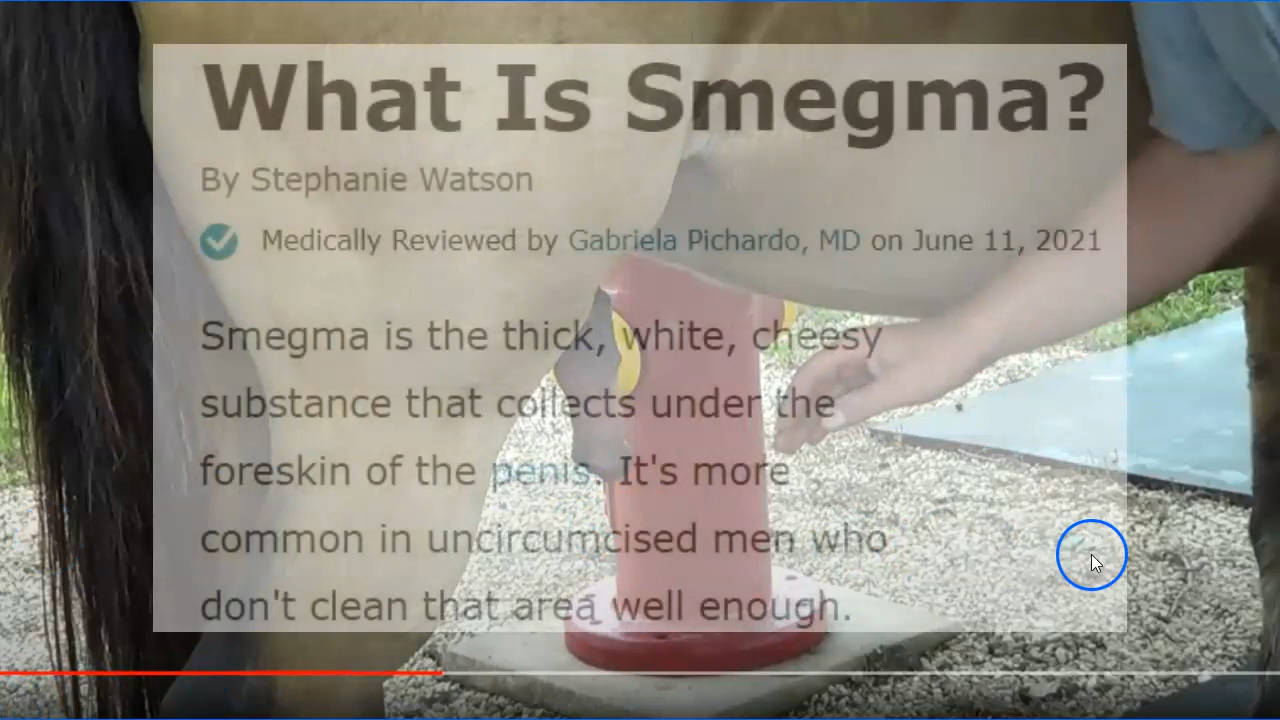 What Is Smegma?
By Stephanie Watson
Medically Reviewed by Gabriela Pichardo, MD on June 11, 2021
Smegma is the thick, white, cheesy
substance that collects under the
foreskin of the penis. It's more
common in uncircumcised men who
don't clean that area well enough.